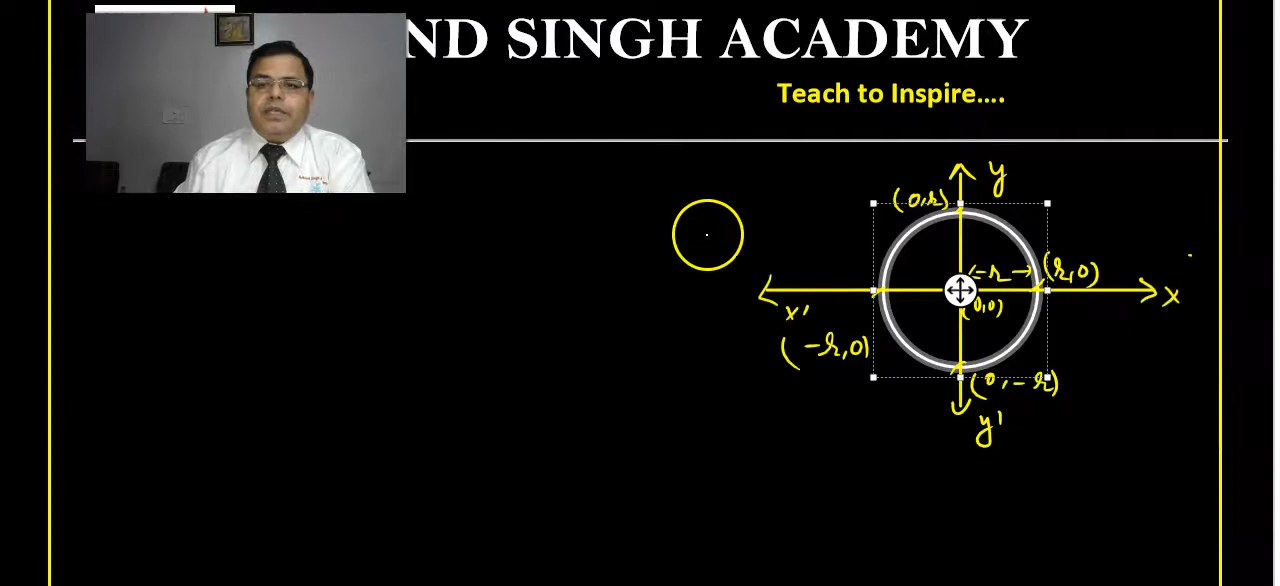 ND SINGH ACADEMY
Teach to Inspire....
y
(0,r)
←r→
(r,0)
(0,0)
x
x'
(-r,0)
(0,-r)
y'